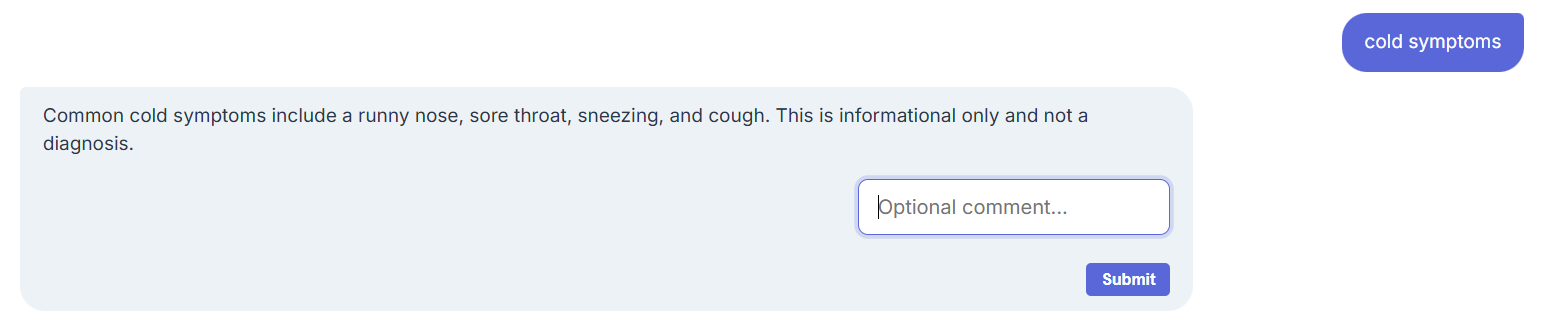 cold symptoms
Common cold symptoms include a runny nose, sore throat, sneezing, and cough. This is informational only and not a
diagnosis.
Optional comment...
Submit